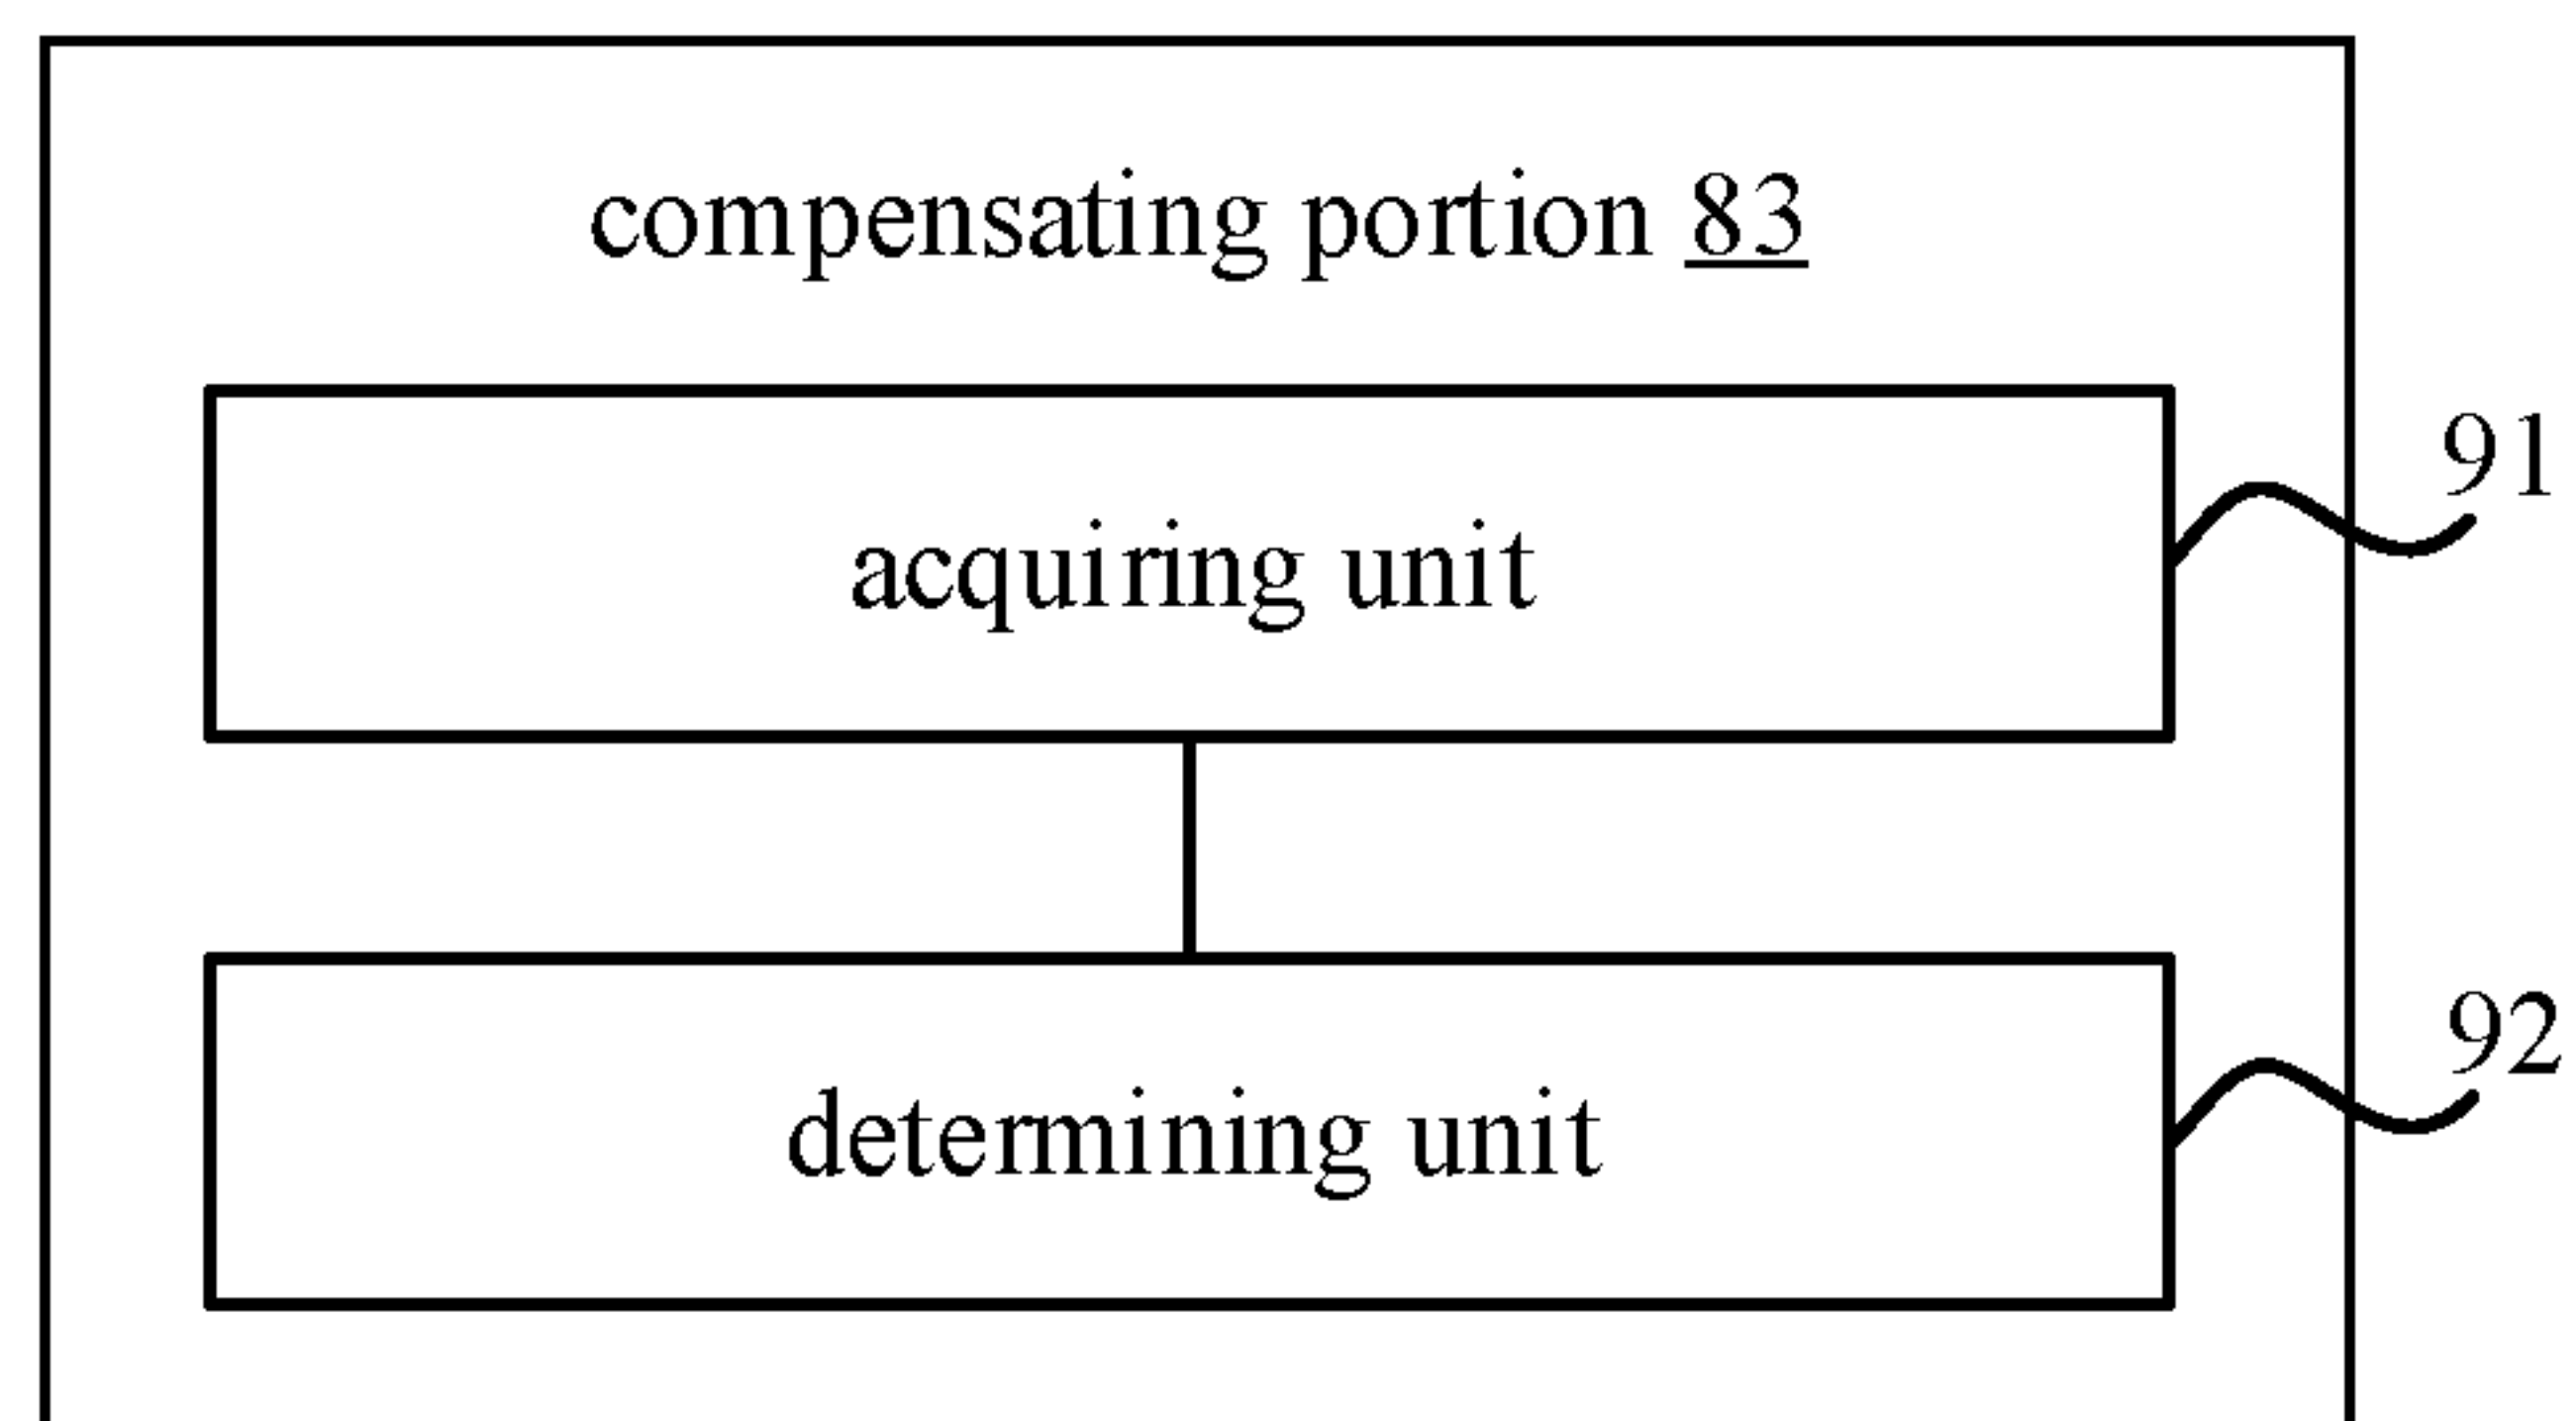 compensating portion 83
91
acquiring unit
92
determining unit